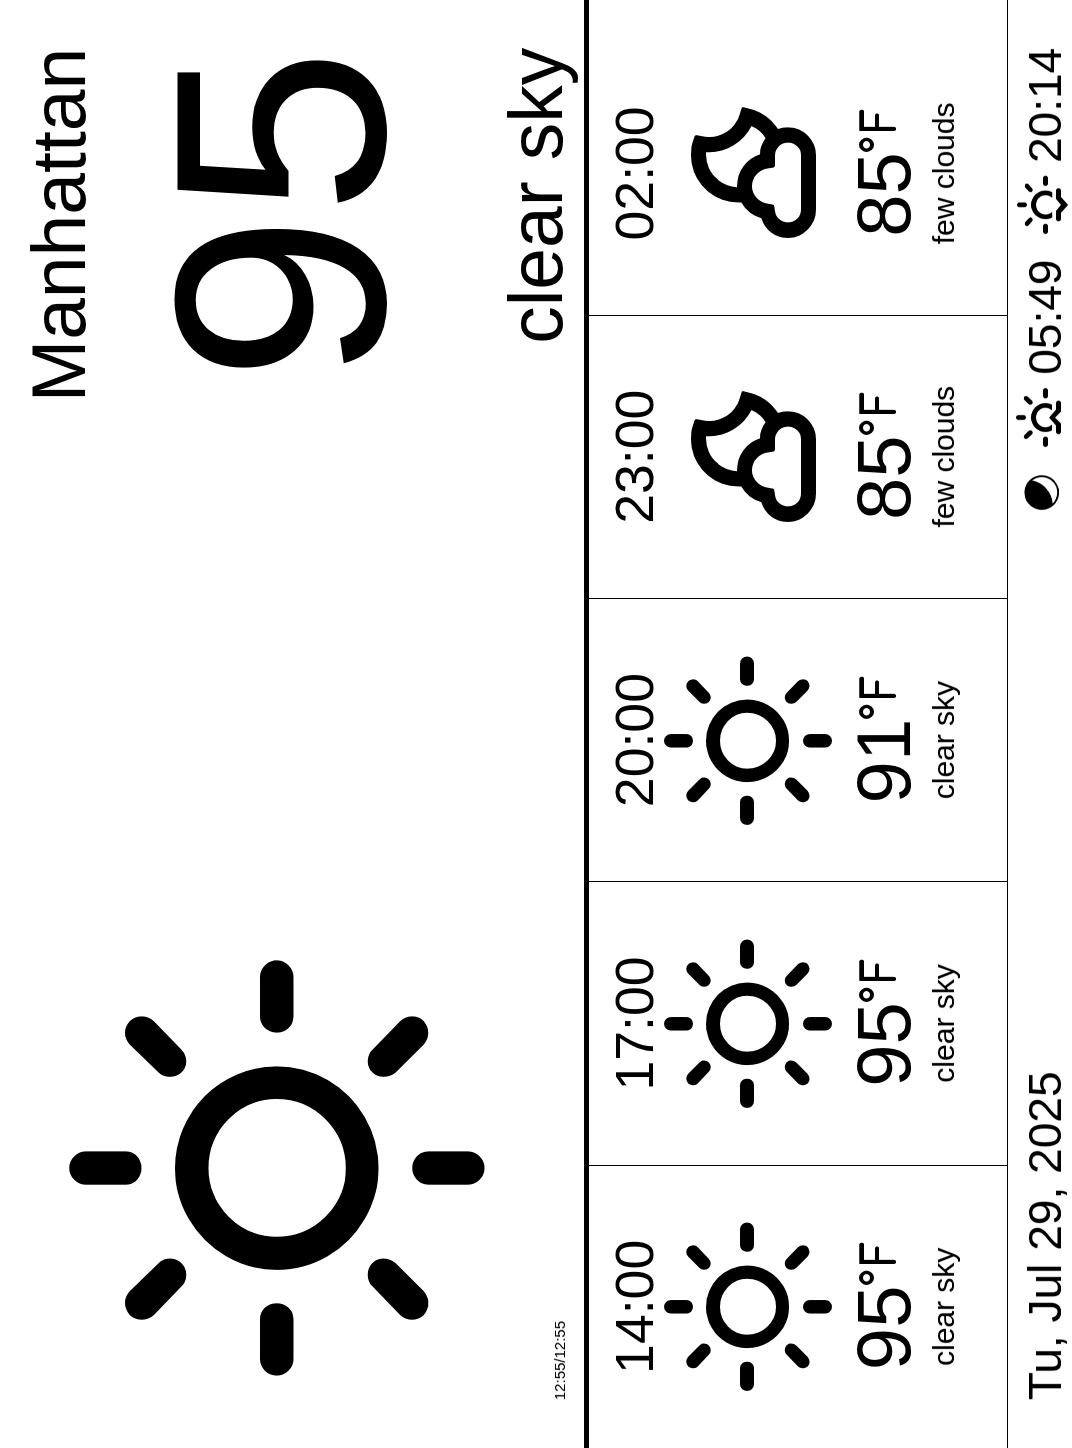 Manhattan
95
clear sky
12:55/12:55
14:00 17:00 20:00 23:00 02:00
95°F 95°F 91°F 85°F 85°F
clear sky clear sky clear sky few clouds few clouds
Tu, Jul 29, 2025 05:49 20:14